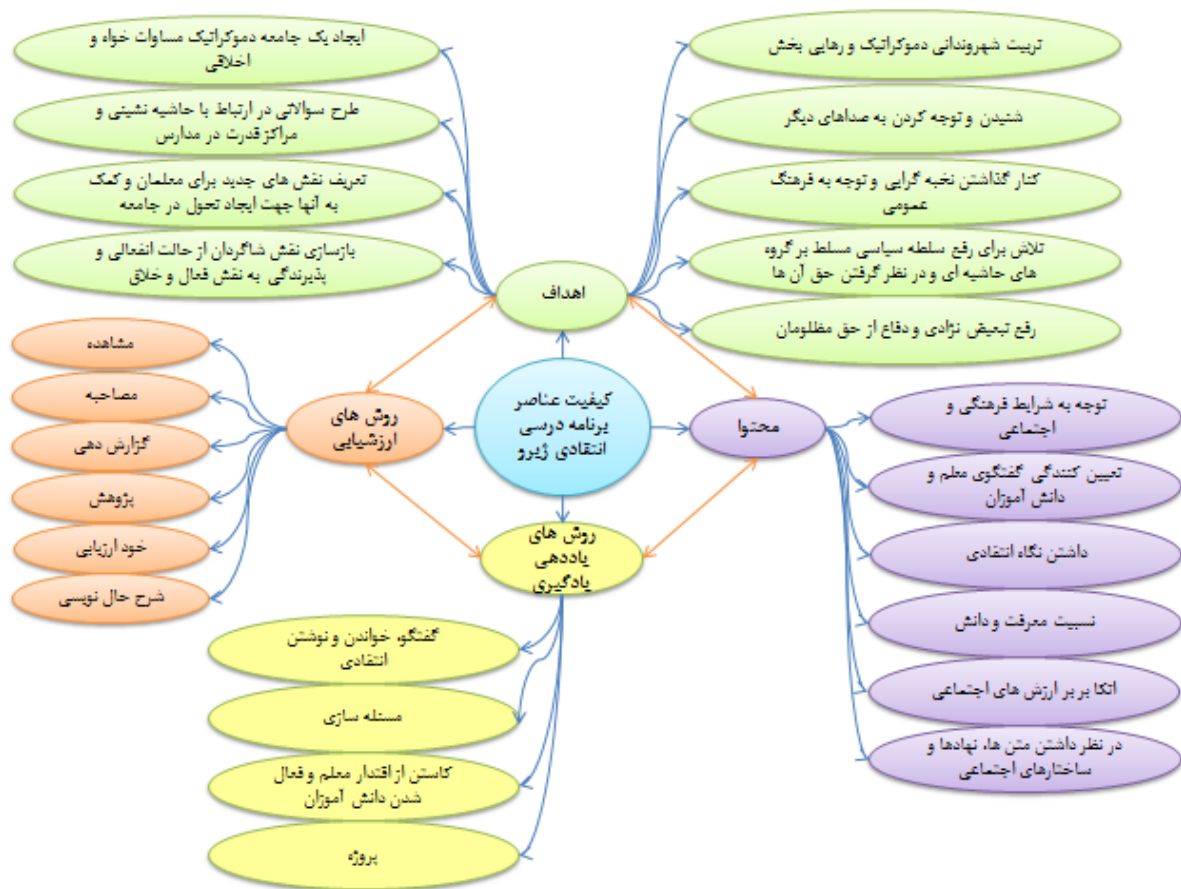 تربیت شهروندانی دموکراتیک و رهایی بخش
شنیدن و توجه کردن به صداهای دیگر
کنار گذاشتن نخبه گرایی و توجه به فرهنگ
عمومی
تلاش برای رفع سلطه سیاسی مسلط بر گروه
های حاشیه ای و در نظر گرفتن حق آن ها
رفع تبعیض نژادی و دفاع از حق مظلومان
ایجاد یک جامعه دموکراتیک مساوات خواه و
اخلاقی
طرح سوالاتی در ارتباط با حاشیه نشینی و
مراکز قدرت در مدارس
تعریف نقش های جدید برای معلمان و کمک
به آنها جهت ایجاد تحول در جامعه
بازسازی نقش شاگردان از حالت انفعالی و
پذیرندگی به نقش فعال و خلاق
اهداف
کیفیت عناصر
برنامه درسی
انتقادی ژیرو
محتوا
توجه به شرایط فرهنگی و
اجتماعی
تعیین کنندگی گفتگوی معلم و
دانش آموزان
داشتن نگاه انتقادی
نسبیت معرفت و دانش
اتکا بر بر ارزش های اجتماعی
در نظر داشتن متن ها، نهادها و
ساختارهای اجتماعی
روش های
ارزشیابی
مشاهده
مصاحبه
گزارش دهی
پژوهش
خود ارزیابی
شرح حال نویسی
روش های
یاددهی
یادگیری
گفتگو، خواندن و نوشتن
انتقادی
مسئله سازی
کاستن از اقتدار معلم و فعال
شدن دانش آموزان
پروژه